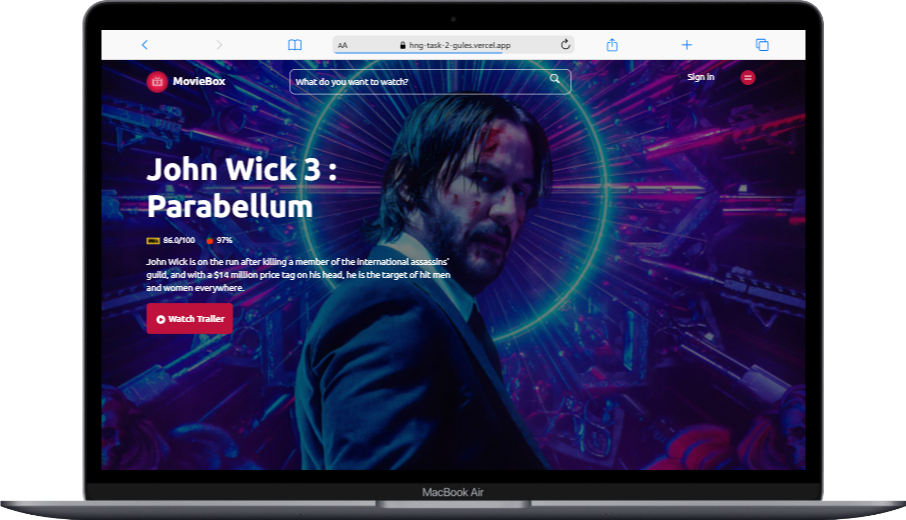 AA
hng-task-2-gules.vercel.app
MovieBox
What do you want to watch?
Sign in
John Wick 3 :
Parabellum
86.0/100
97%
John Wick is on the run after killing a member of the international assassins'
guild, and with a $14 million price tag on his head, he is the target of hit men
and women everywhere.
Watch Trailer
MacBook Air